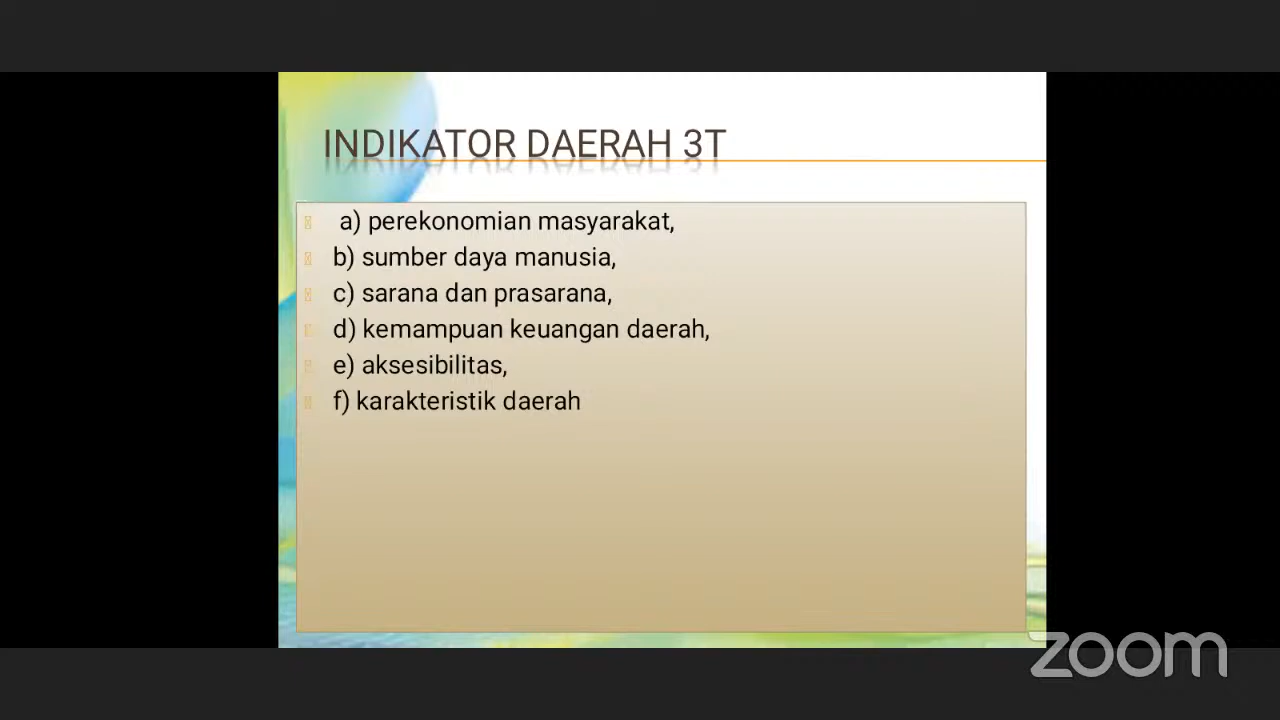 INDIKATOR DAERAH 3T
a) perekonomian masyarakat,
b) sumber daya manusia,
c) sarana dan prasarana,
d) kemampuan keuangan daerah,
e) aksesibilitas,
f) karakteristik daerah
zoom